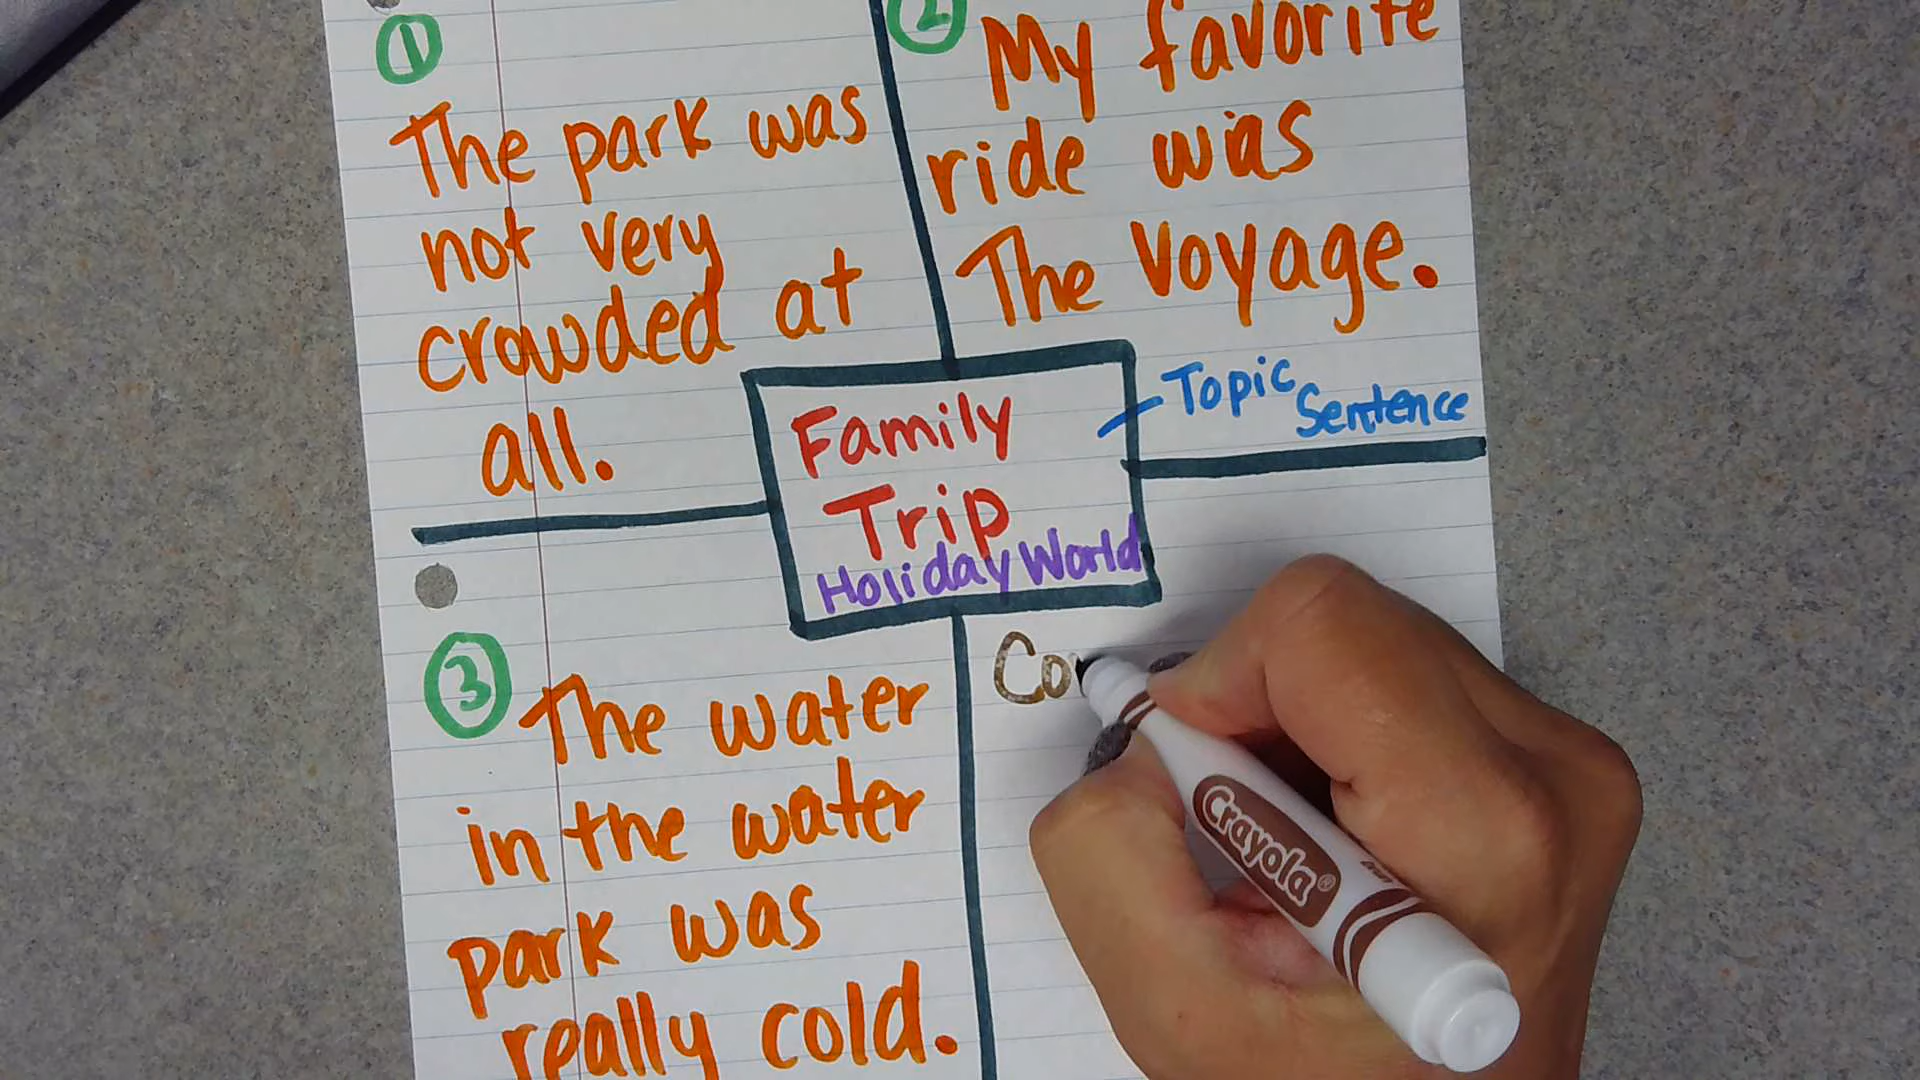 1
The park was
not very
crowded at
all.
2
My favorite
ride was
The Voyage.
Topic
Sentence
Family
Trip
Holiday World
3
The water
in the water
park was
really cold.
Co
Crayola®